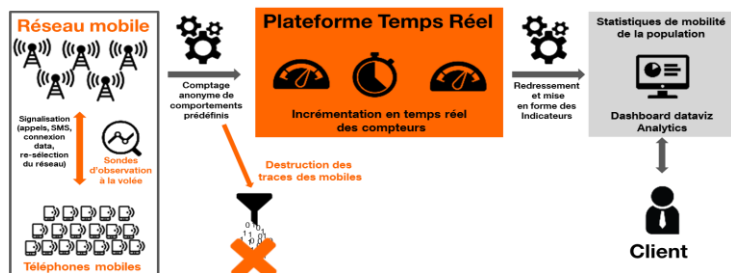 Réseau mobile
Signalisation
(appels, SMS,
connexion
data,
re-sélection
du réseau)
Sondes
d'observation
à la volée
Téléphones mobiles
Comptage
anonyme de
comportements
prédéfinis
Destruction des
traces des mobiles
Plateforme Temps Réel
Incrémentation en temps réel
des compteurs
Redressement
et mise
en forme des
Indicateurs
Statistiques de mobilité
de la population
Dashboard dataviz
Analytics
Client